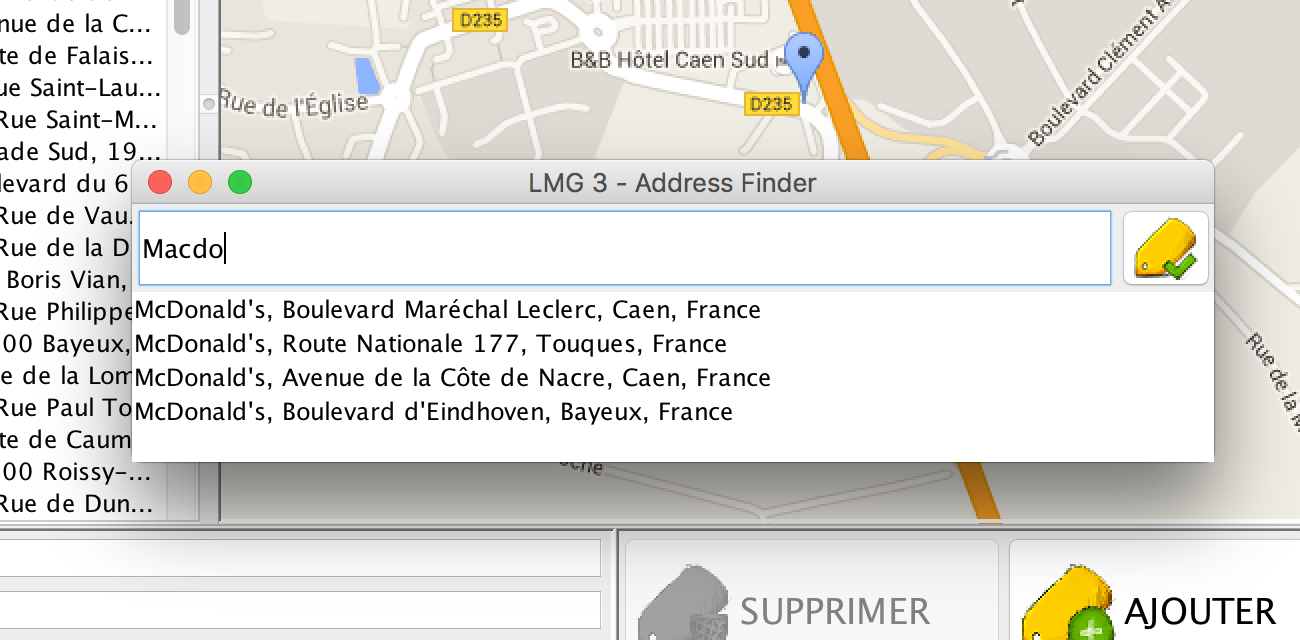 nue de la C...
te de Falais...
ue Saint-Lau...
Rue Saint-M...
ade Sud, 19...
levard du 6
Rue de Vau.
Rue de la D
Boris Vian,
Rue Philippe
00 Bayeux,
e de la Lom
Rue Paul To
te de Caum
00 Roissy-...
Rue de Dun...
D235
B&B Hôtel Caen Sud
D235
Rue de l'Église
Boulevard Clément A
LMG 3 - Address Finder
Macdo
McDonald's, Boulevard Maréchal Leclerc, Caen, France
McDonald's, Route Nationale 177, Touques, France
McDonald's, Avenue de la Côte de Nacre, Caen, France
McDonald's, Boulevard d'Eindhoven, Bayeux, France
Rue de la
SUPPRIMER
AJOUTER